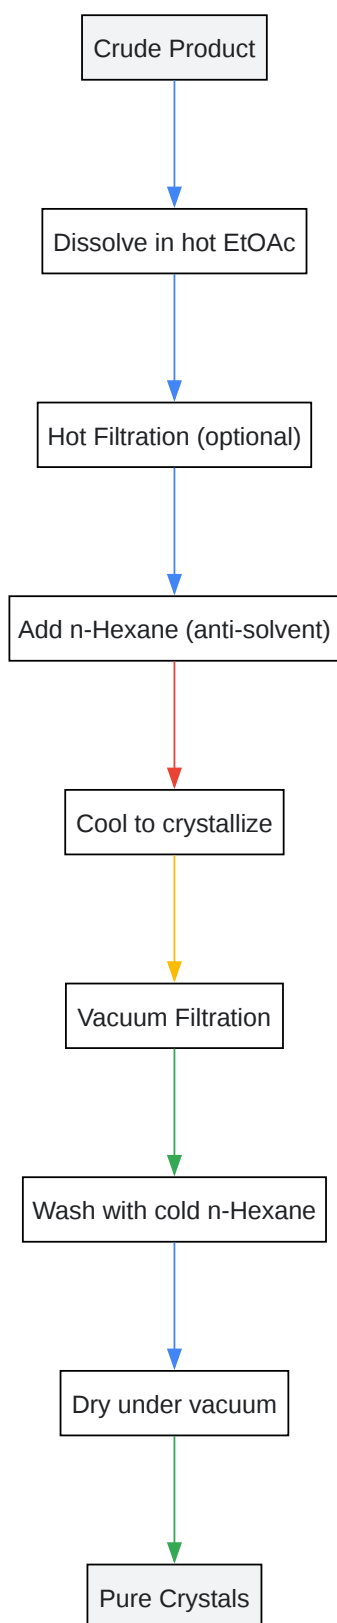 Crude Product
Dissolve in hot EtOAc
Hot Filtration (optional)
Add n-Hexane (anti-solvent)
Cool to crystallize
Vacuum Filtration
Wash with cold n-Hexane
Dry under vacuum
Pure Crystals